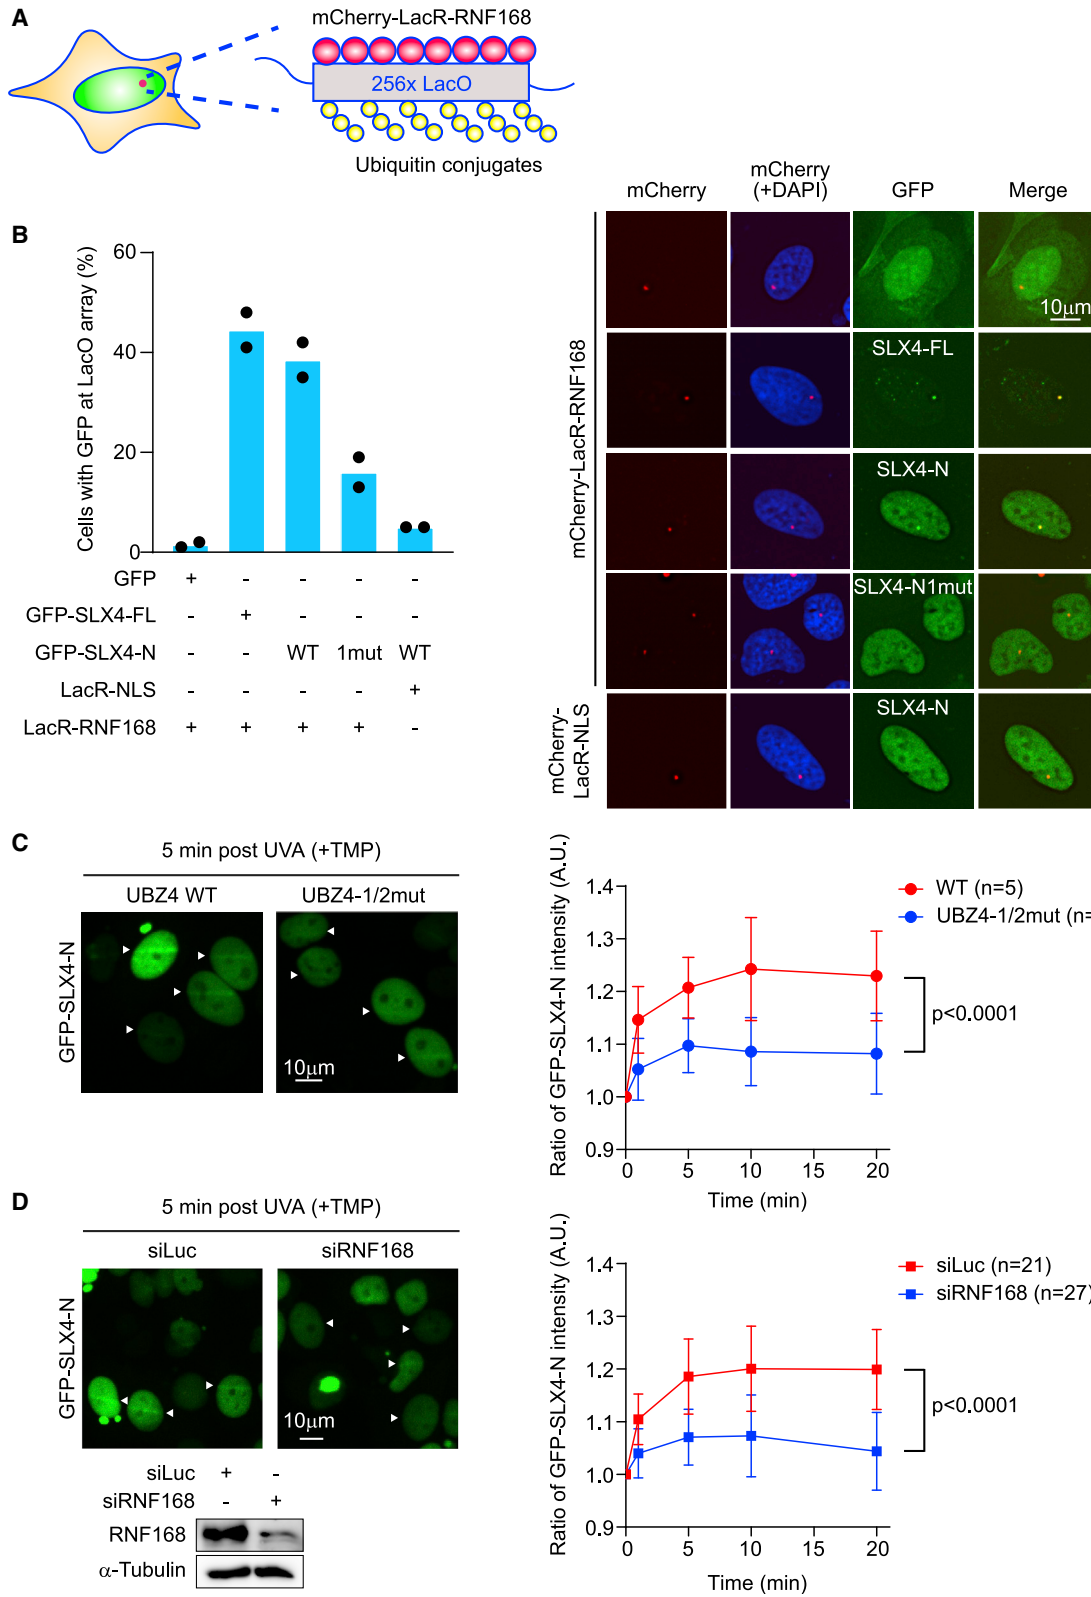 A
mCherry-LacR-RNF168
256x LacO
Ubiquitin conjugates
B
Cells with GFP at LacO array (%)
60
40
20
0
GFP + - - - -
GFP-SLX4-FL - + - - -
GFP-SLX4-N - - WT 1mut WT
LacR-NLS - - - - +
LacR-RNF168 + + + + -
mCherry
mCherry (+DAPI)
GFP
Merge
mCherry-LacR-RNF168
10µm
SLX4-FL
SLX4-N
SLX4-N1mut
mCherry-LacR-NLS
SLX4-N
C
5 min post UVA (+TMP)
UBZ4 WT
UBZ4-1/2mut
GFP-SLX4-N
10µm
Ratio of GFP-SLX4-N intensity (A.U.)
1.4
1.3
1.2
1.1
1.0
0.9
0 5 10 15 20
Time (min)
WT (n=5)
UBZ4-1/2mut (n=
p<0.0001
D
5 min post UVA (+TMP)
siLuc
siRNF168
GFP-SLX4-N
10µm
siLuc + -
siRNF168 - +
RNF168
α-Tubulin
Ratio of GFP-SLX4-N intensity (A.U.)
1.4
1.3
1.2
1.1
1.0
0.9
0 5 10 15 20
Time (min)
siLuc (n=21)
siRNF168 (n=27)
p<0.0001